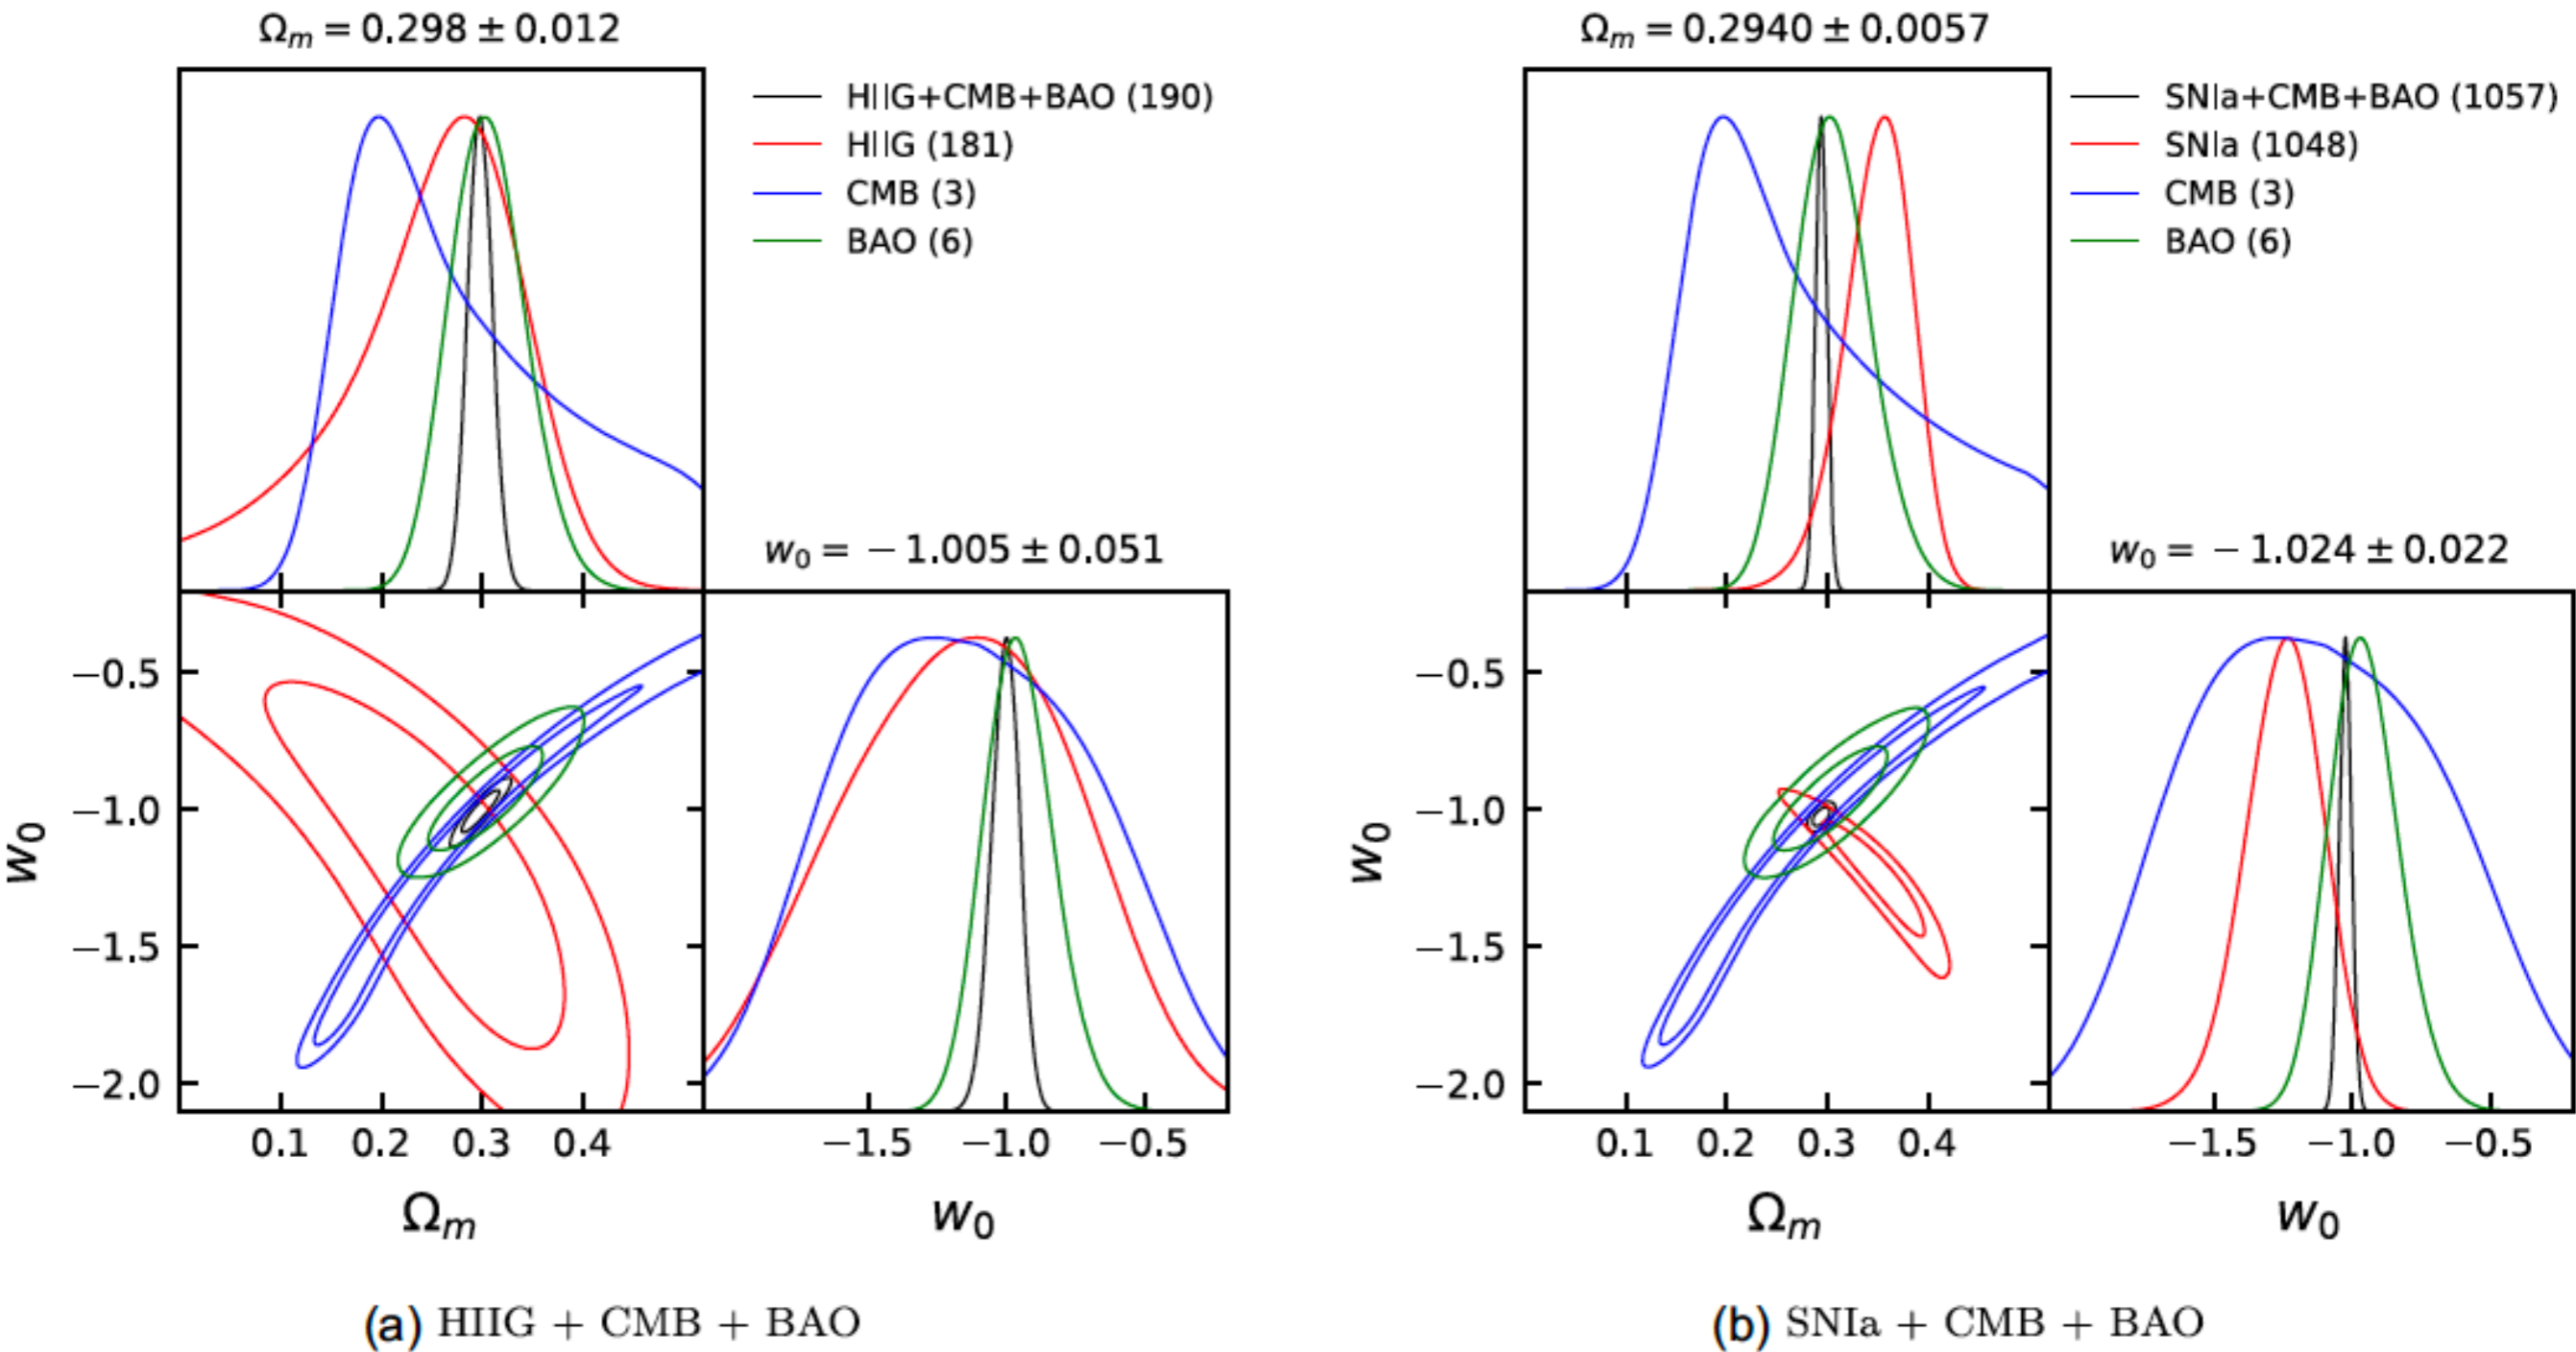 Ωm = 0.298 ± 0.012
HIIG+CMB+BAO (190)
HIIG (181)
CMB (3)
BAO (6)
w0 = −1.005 ± 0.051
−0.5
−1.0
−1.5
−2.0
w0
0.1 0.2 0.3 0.4
Ωm
−1.5 −1.0 −0.5
w0
(a) HIIG + CMB + BAO
Ωm = 0.2940 ± 0.0057
SNIa+CMB+BAO (1057)
SNIa (1048)
CMB (3)
BAO (6)
w0 = −1.024 ± 0.022
−0.5
−1.0
−1.5
−2.0
w0
0.1 0.2 0.3 0.4
Ωm
−1.5 −1.0 −0.5
w0
(b) SNIa + CMB + BAO